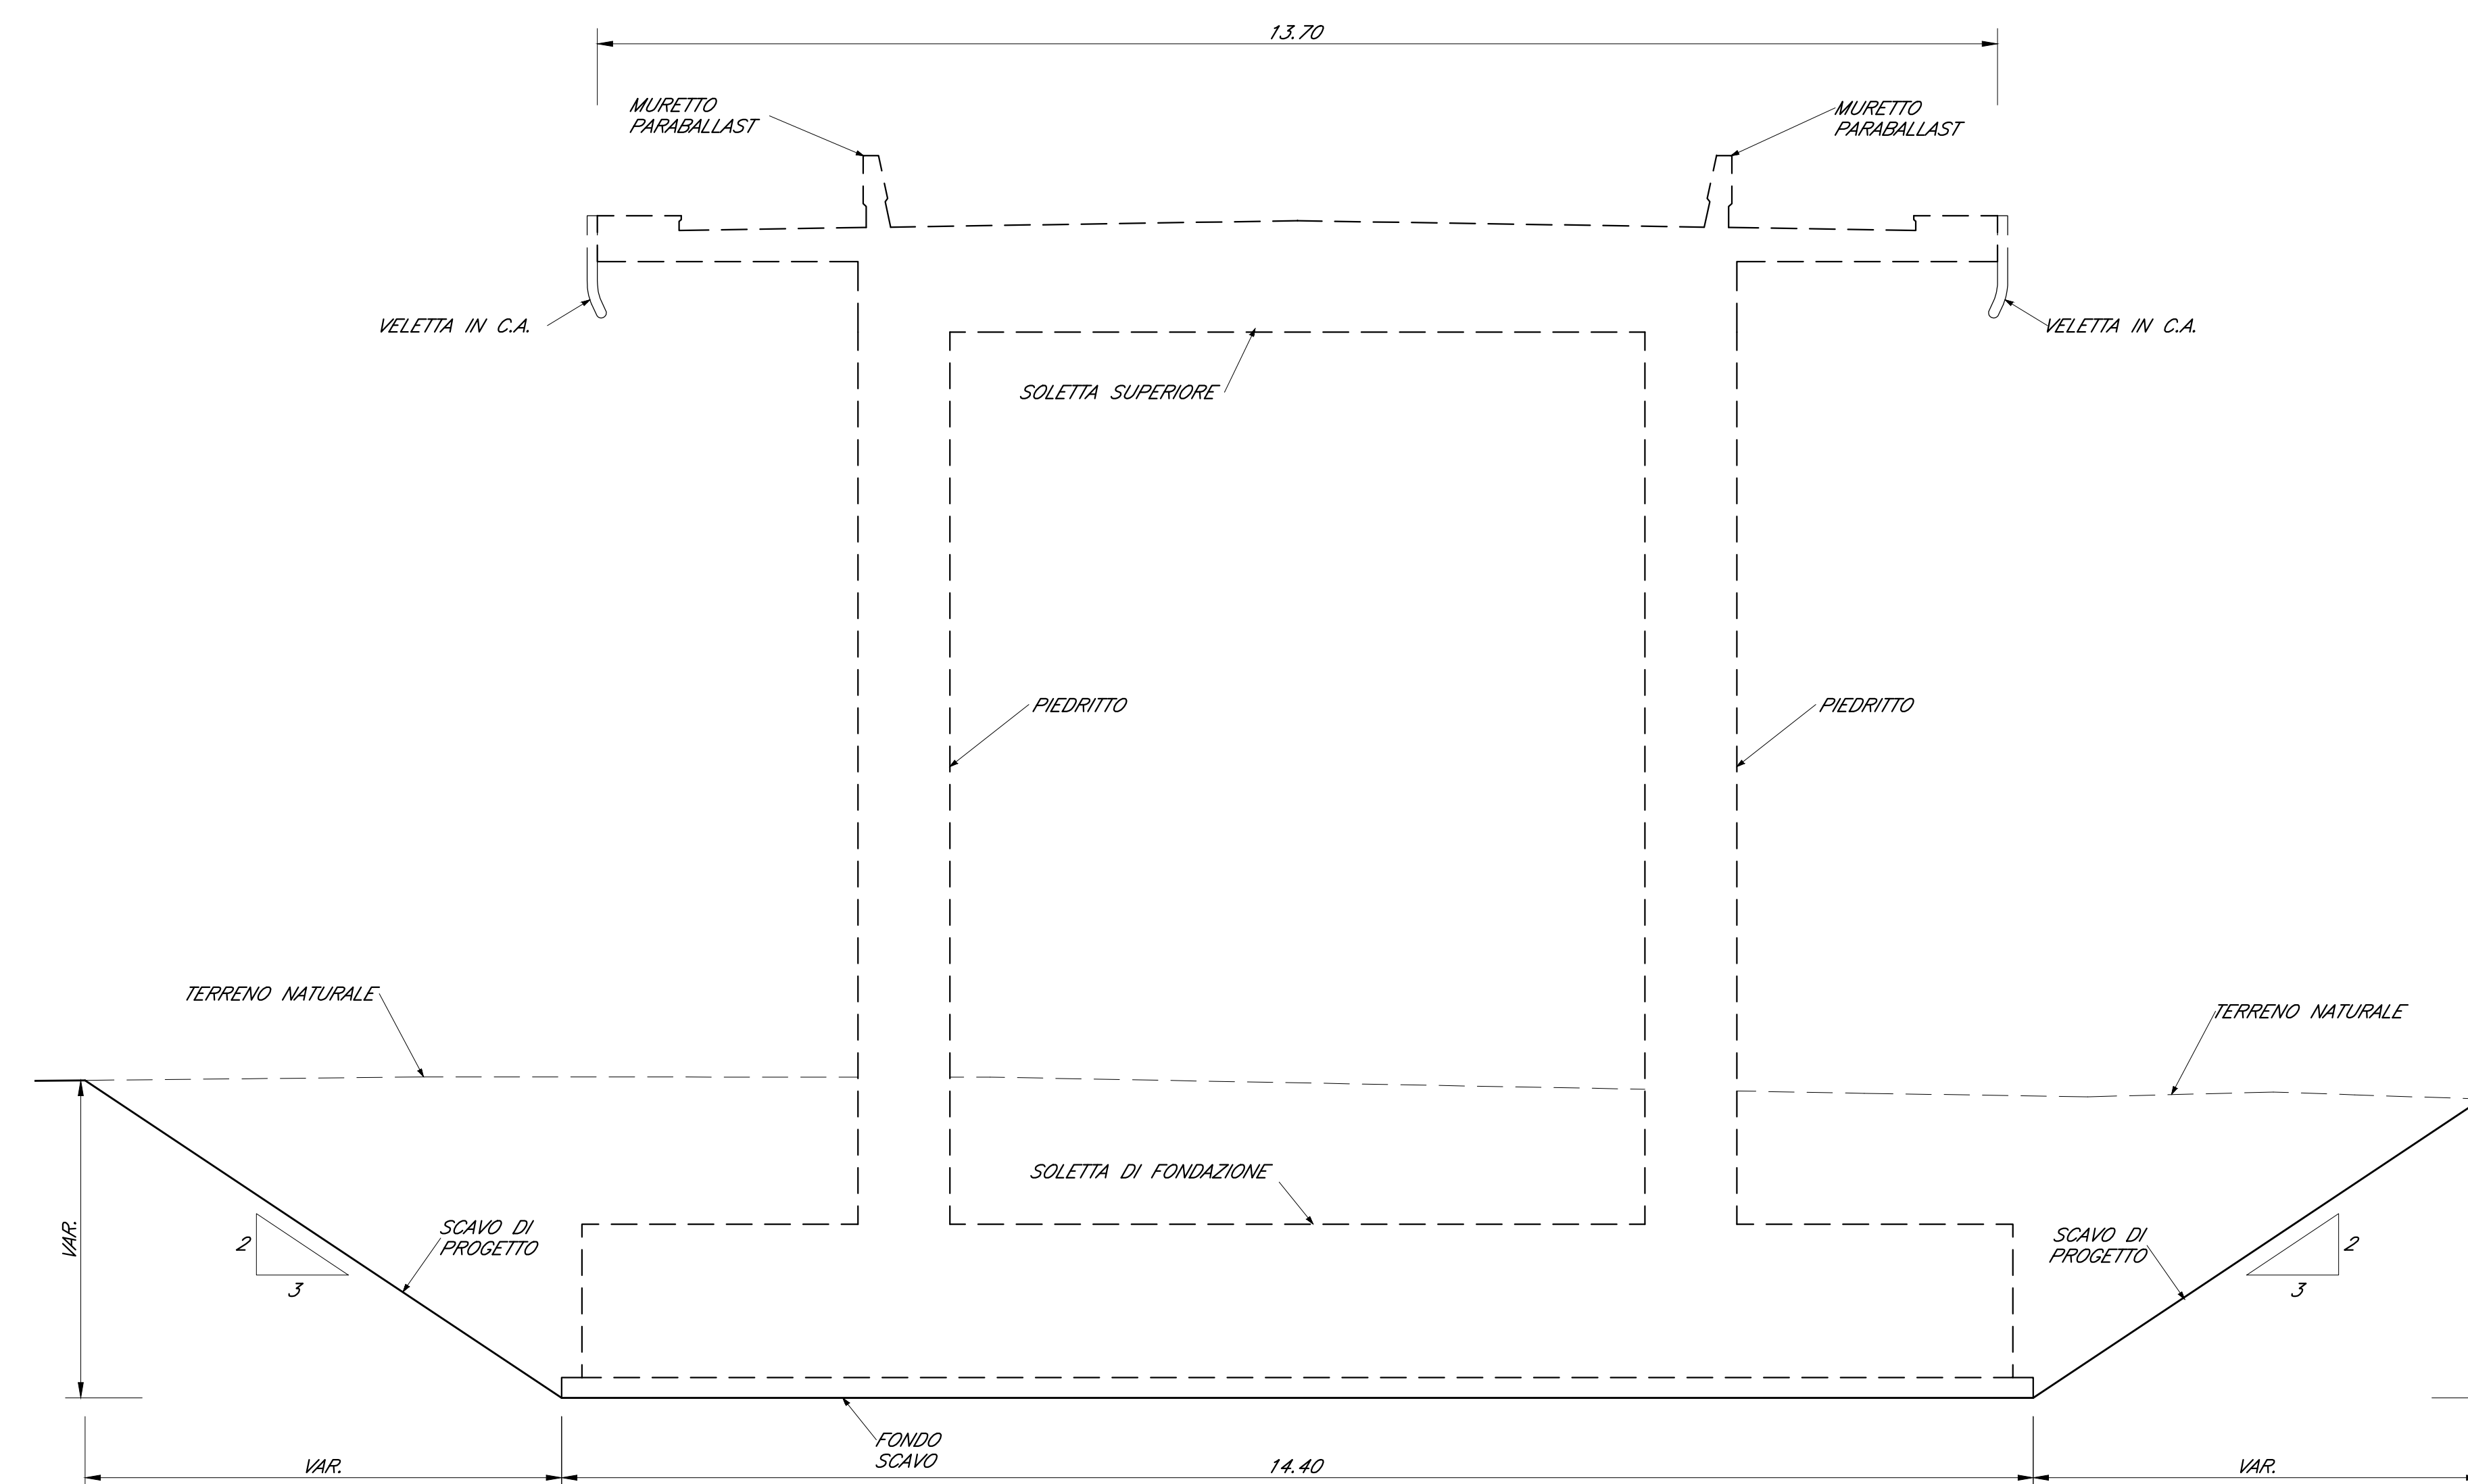 13.70
MURETTO
PARABALLAST
MURETTO
PARABALLAST
VELETTA IN C.A.
VELETTA IN C.A.
SOLETTA SUPERIORE
PIEDRITTO
PIEDRITTO
TERRENO NATURALE
TERRENO NATURALE
SOLETTA DI FONDAZIONE
VAR.
2
3
SCAVO DI
PROGETTO
SCAVO DI
PROGETTO
2
3
FONDO
SCAVO
VAR.
14.40
VAR.